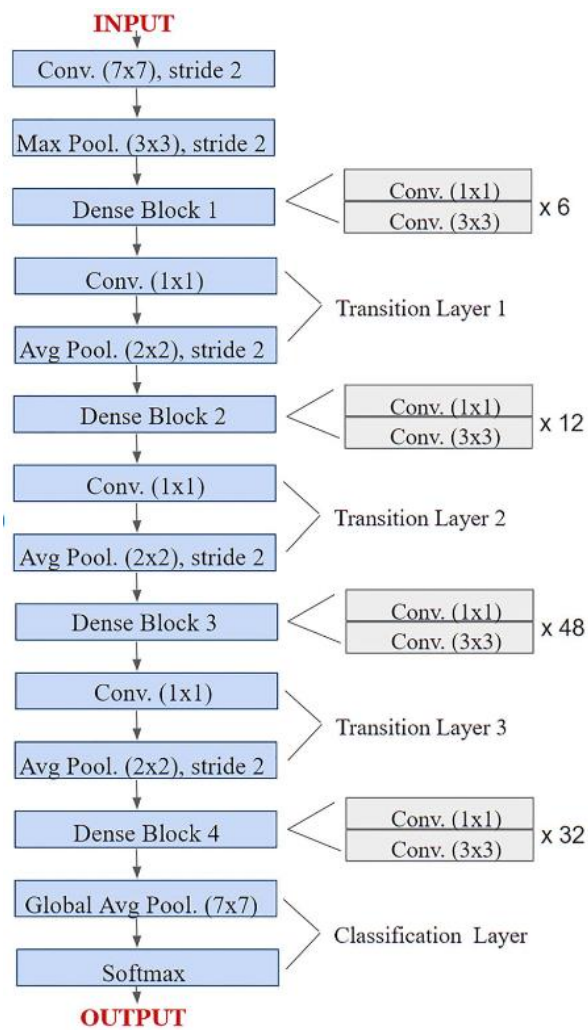 INPUT
Conv. (7x7), stride 2
Max Pool. (3x3), stride 2
Dense Block 1
Conv. (1x1)
Conv. (3x3)
x 6
Conv. (1x1)
Avg Pool. (2x2), stride 2
Transition Layer 1
Dense Block 2
Conv. (1x1)
Conv. (3x3)
x 12
Conv. (1x1)
Avg Pool. (2x2), stride 2
Transition Layer 2
Dense Block 3
Conv. (1x1)
Conv. (3x3)
x 48
Conv. (1x1)
Avg Pool. (2x2), stride 2
Transition Layer 3
Dense Block 4
Conv. (1x1)
Conv. (3x3)
x 32
Global Avg Pool. (7x7)
Softmax
Classification Layer
OUTPUT